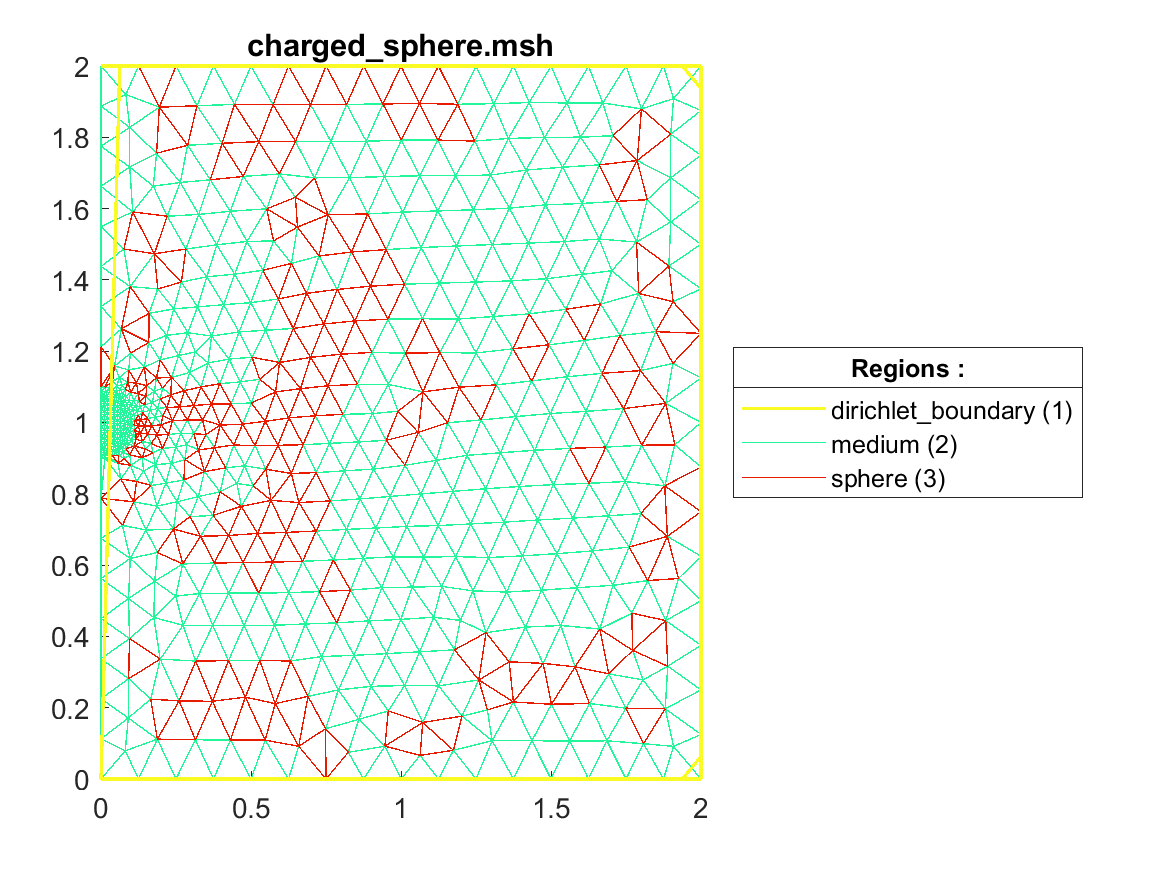 charged_sphere.msh
2
1.8
1.6
1.4
1.2
1
0.8
0.6
0.4
0.2
0
0 0.5 1 1.5 2
Regions :
dirichlet_boundary (1)
medium (2)
sphere (3)